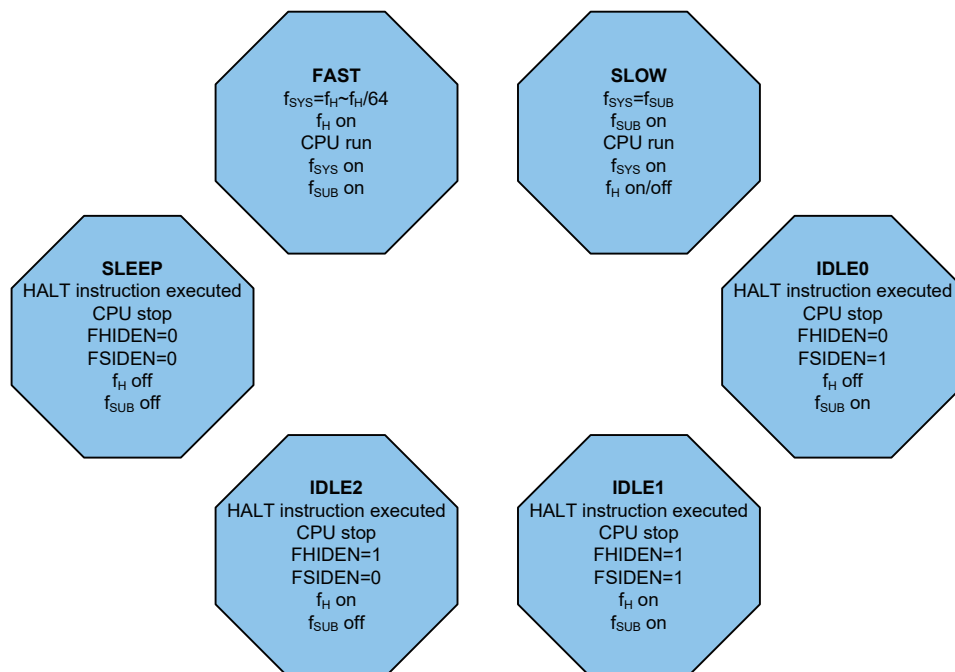 FAST
fSYS=fH~fH/64
fH on
CPU run
fSYS on
fSUB on
SLOW
fSYS=fSUB
fSUB on
CPU run
fSYS on
fH on/off
SLEEP
HALT instruction executed
CPU stop
FHIDEN=0
FSIDEN=0
fH off
fSUB off
IDLE0
HALT instruction executed
CPU stop
FHIDEN=0
FSIDEN=1
fH off
fSUB on
IDLE2
HALT instruction executed
CPU stop
FHIDEN=1
FSIDEN=0
fH on
fSUB off
IDLE1
HALT instruction executed
CPU stop
FHIDEN=1
FSIDEN=1
fH on
fSUB on